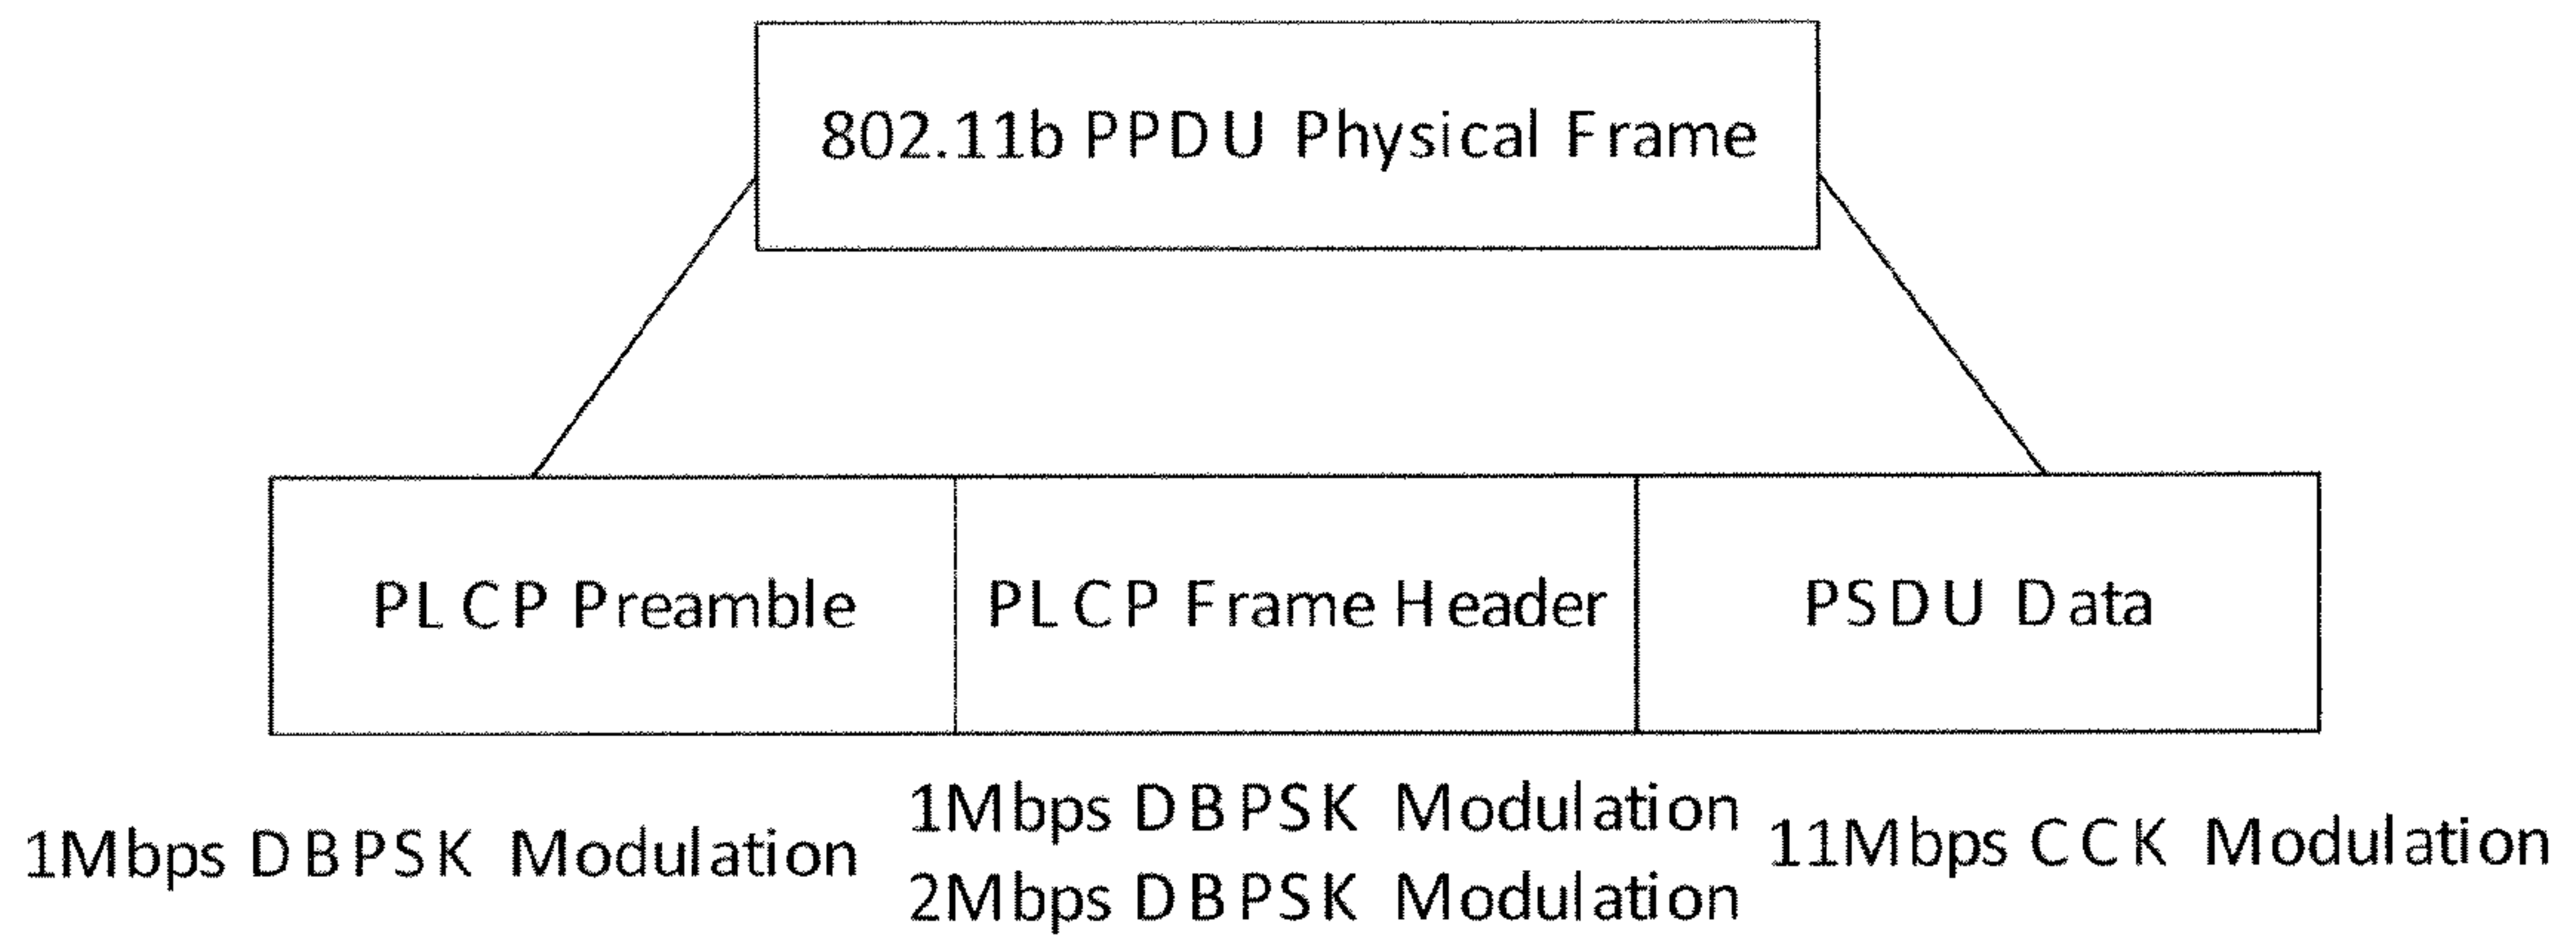 802.11b PPDU Physical Frame
PLCP Preamble
PLCP Frame Header
PSDU Data
1Mbps DBPSK Modulation
1Mbps DBPSK Modulation
2Mbps DBPSK Modulation
11Mbps CCK Modulation